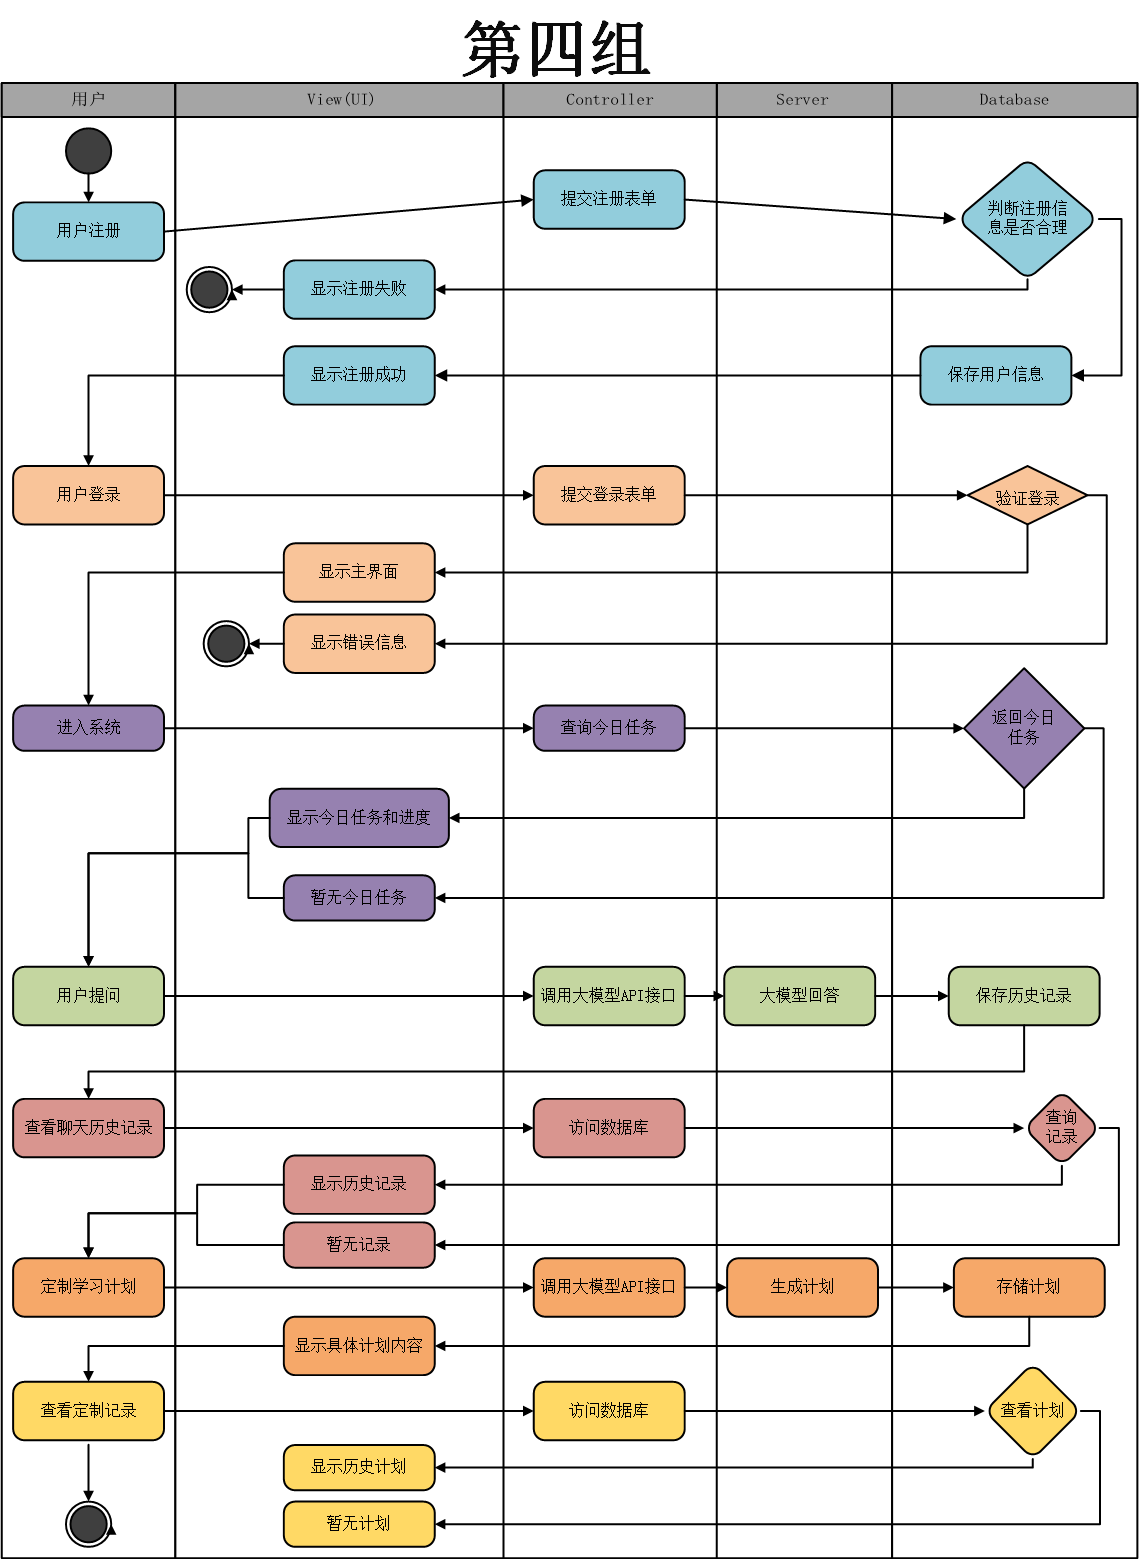 第四组
用户
View(UI)
Controller
Server
Database
用户注册
提交注册表单
判断注册信
息是否合理
显示注册失败
显示注册成功
保存用户信息
用户登录
提交登录表单
验证登录
显示主界面
显示错误信息
进入系统
查询今日任务
返回今日
任务
显示今日任务和进度
暂无今日任务
用户提问
调用大模型API接口
大模型回答
保存历史记录
查看聊天历史记录
访问数据库
查询
记录
显示历史记录
暂无记录
定制学习计划
调用大模型API接口
生成计划
存储计划
显示具体计划内容
查看定制记录
访问数据库
查看计划
显示历史计划
暂无计划